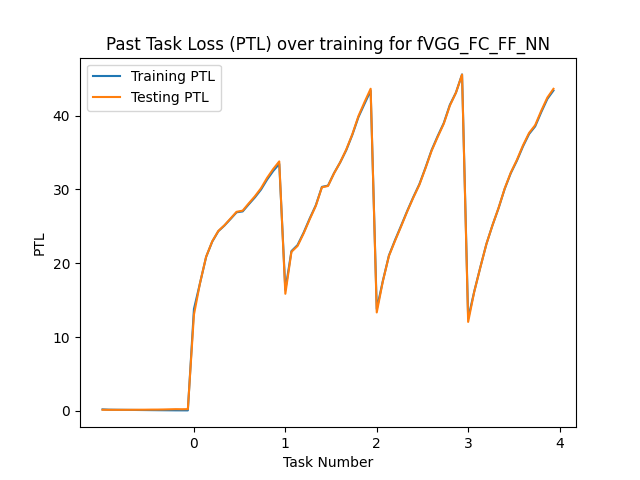 Past Task Loss (PTL) over training for fVGG_FC_FF_NN
Training PTL
Testing PTL
PTL
40
30
20
10
0
0 1 2 3 4
Task Number